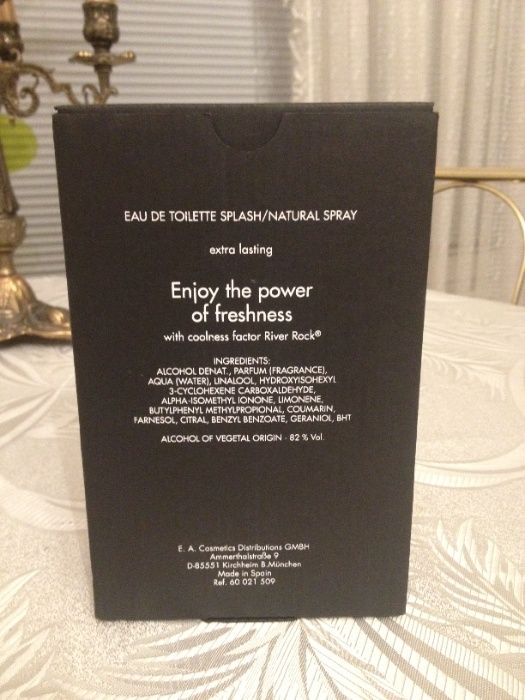 EAU DE TOILETTE SPLASH/NATURAL SPRAY
extra lasting
Enjoy the power
of freshness
with coolness factor River Rock®
INGREDIENTS:
ALCOHOL DENAT., PARFUM (FRAGRANCE),
AQUA (WATER), LINALOOL, HYDROXYISOHEXYL
3-CYCLOHEXENE CARBOXALDEHYDE,
ALPHA-ISOMETHYL IONONE, LIMONENE,
BUTYLPHENYL METHYLPROPIONAL, COUMARIN,
FARNESOL, CITRAL, BENZYL BENZOATE, GERANIOL, BHT
ALCOHOL OF VEGETAL ORIGIN - 82 % Vol.
E. A. Cosmetics Distributions GMBH
Ammerthalstraße 9
D-85551 Kirchheim B.München
Made in Spain
Ref. 60 021 509